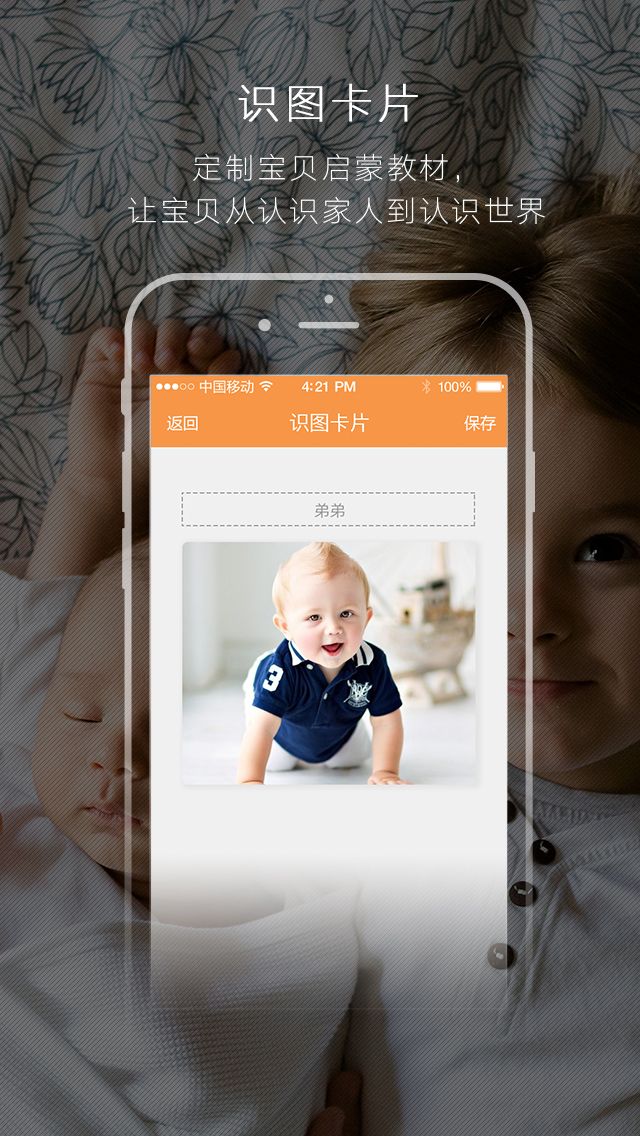 识图卡片
定制宝贝启蒙教材，
让宝贝从认识家人到认识世界
中国移动 4:21 PM 100%
返回 识图卡片 保存
弟弟
3